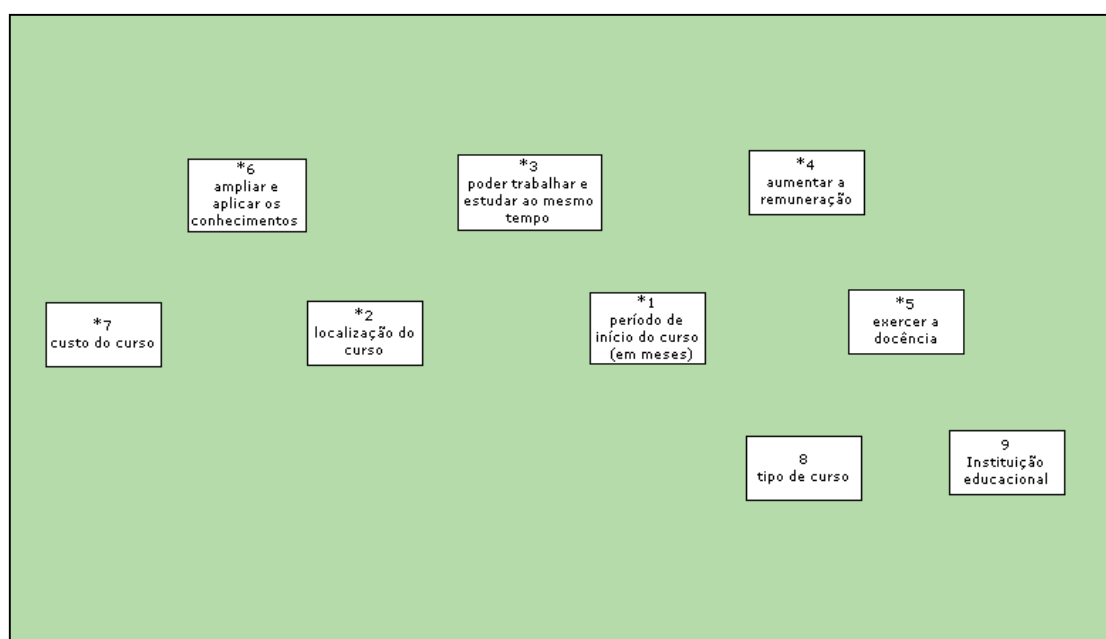 *6
ampliar e
aplicar os
conhecimentos
*3
poder trabalhar e
estudar ao mesmo
tempo
*4
aumentar a
remuneração
*7
custo do curso
*2
localização do
curso
*1
período de
início do curso
(em meses)
*5
exercer a
docência
8
tipo de curso
9
Instituição
educacional